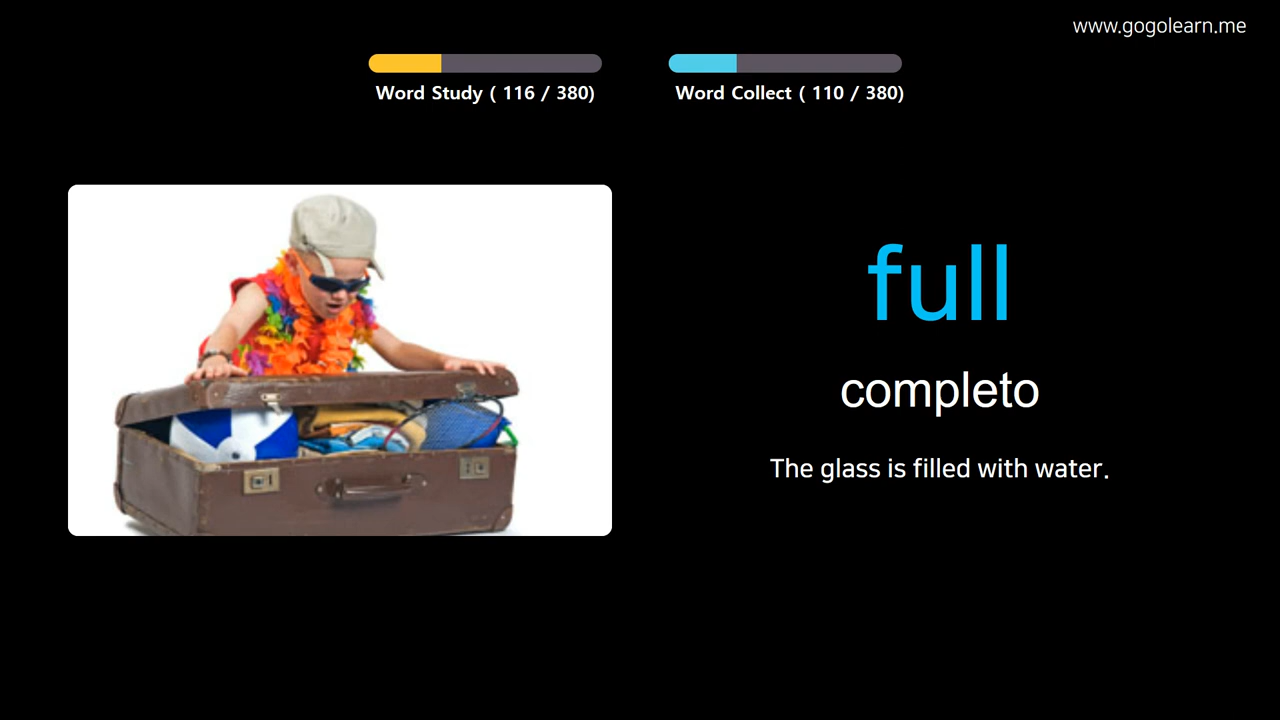 www.gogolearn.me
Word Study ( 116 / 380)
Word Collect ( 110 / 380)
full
completo
The glass is filled with water.